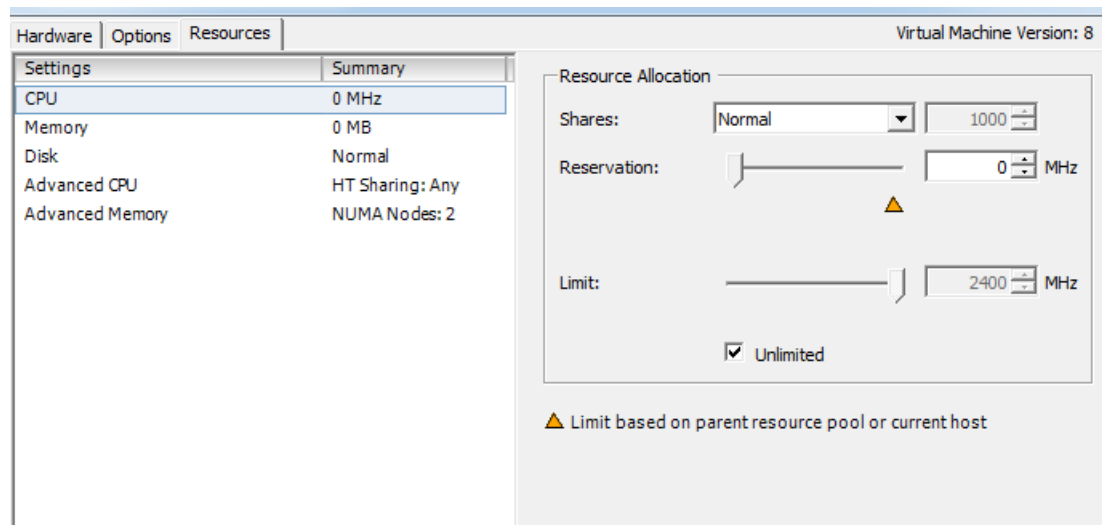 Hardware Options Resources Virtual Machine Version: 8
Settings Summary
CPU 0 MHz
Memory 0 MB
Disk Normal
Advanced CPU HT Sharing: Any
Advanced Memory NUMA Nodes: 2
Resource Allocation
Shares: Normal 1000
Reservation: 0 MHz
Limit: 2400 MHz
Unlimited
Limit based on parent resource pool or current host